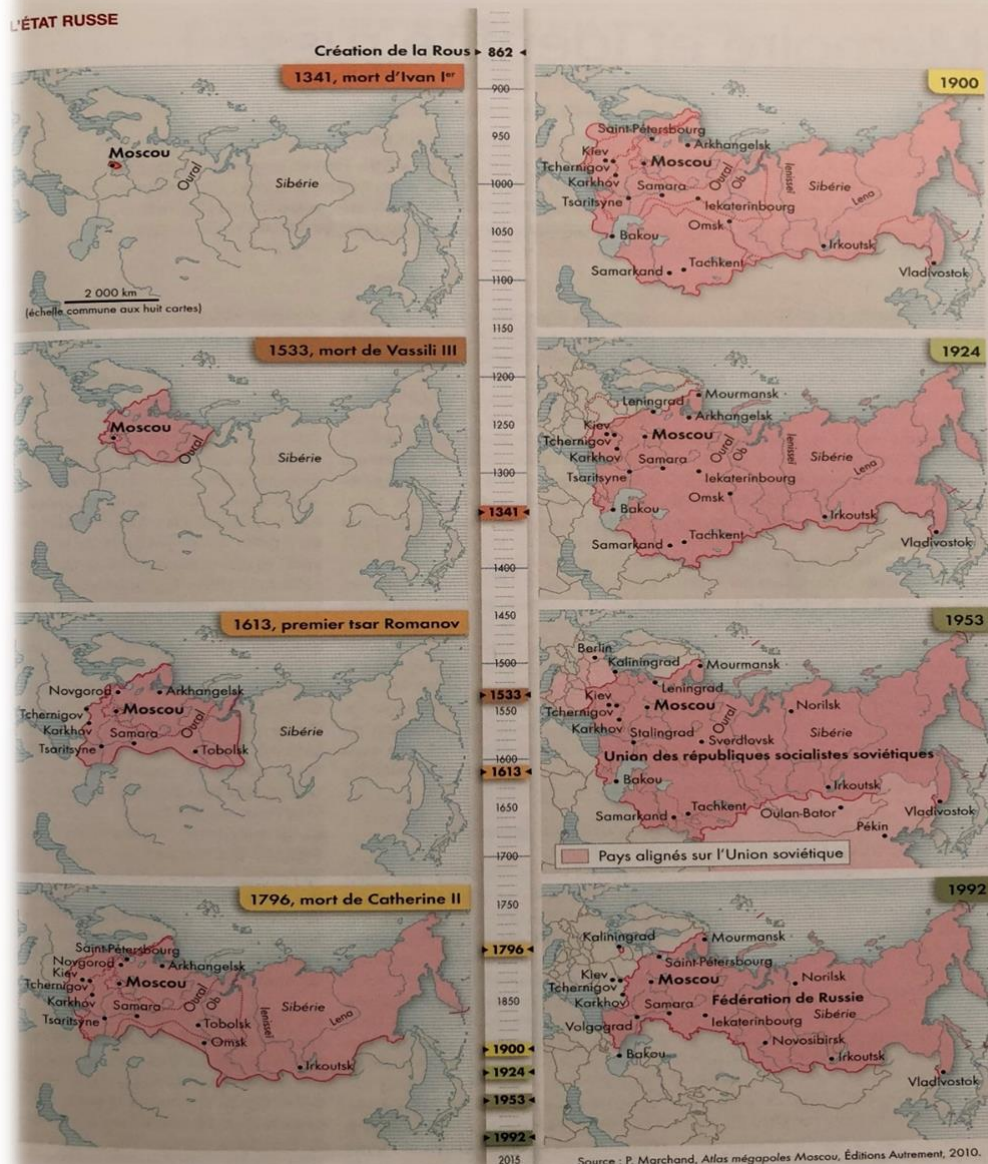 L'ÉTAT RUSSE
Création de la Rous 862
1341, mort d'Ivan Ier
Moscou
Oural
Sibérie
2 000 km
(échelle commune aux huit cartes)
1533, mort de Vassili III
Moscou
Oural
Sibérie
1613, premier tsar Romanov
Novgorod
Arkhangelsk
Tchernigov
Moscou
Karkhov
Samara
Oural
Sibérie
Tsaritsyne
Tobolsk
1796, mort de Catherine II
Saint-Pétersbourg
Novgorod
Arkhangelsk
Kiev
Tchernigov
Moscou
Karkhov
Samara
Oural
Ob
Ienissel
Sibérie
Lena
Tsaritsyne
Tobolsk
Omsk
Irkoutsk
900
950
1000
1050
1100
1150
1200
1250
1300
1341
1400
1450
1500
1533
1550
1600
1613
1650
1700
1750
1796
1850
1900
1924
1953
1992
2015
1900
Saint-Pétersbourg
Arkhangelsk
Kiev
Tchernigov
Moscou
Karkhov
Samara
Oural
Ob
Ienissel
Sibérie
Lena
Tsaritsyne
Iekaterinbourg
Omsk
Bakou
Irkoutsk
Samarkand
Tachkent
Vladivostok
1924
Mourmansk
Leningrad
Arkhangelsk
Kiev
Tchernigov
Moscou
Karkhov
Samara
Oural
Ob
Ienissel
Sibérie
Lena
Tsaritsyne
Iekaterinbourg
Omsk
Bakou
Irkoutsk
Samarkand
Tachkent
Vladivostok
1953
Berlin
Kaliningrad
Mourmansk
Leningrad
Kiev
Tchernigov
Moscou
Oural
Norilsk
Karkhov
Stalingrad
Sverdlovsk
Sibérie
Union des républiques socialistes soviétiques
Bakou
Irkoutsk
Samarkand
Tachkent
Oulan-Bator
Vladivostok
Pékin
Pays alignés sur l'Union soviétique
1992
Kaliningrad
Mourmansk
Saint-Pétersbourg
Kiev
Tchernigov
Moscou
Norilsk
Karkhov
Samara
Fédération de Russie
Sibérie
Volgograd
Iekaterinbourg
Novosibirsk
Bakou
Irkoutsk
Vladivostok
Source : P. Marchand, Atlas mégapoles Moscou, Éditions Autrement, 2010.